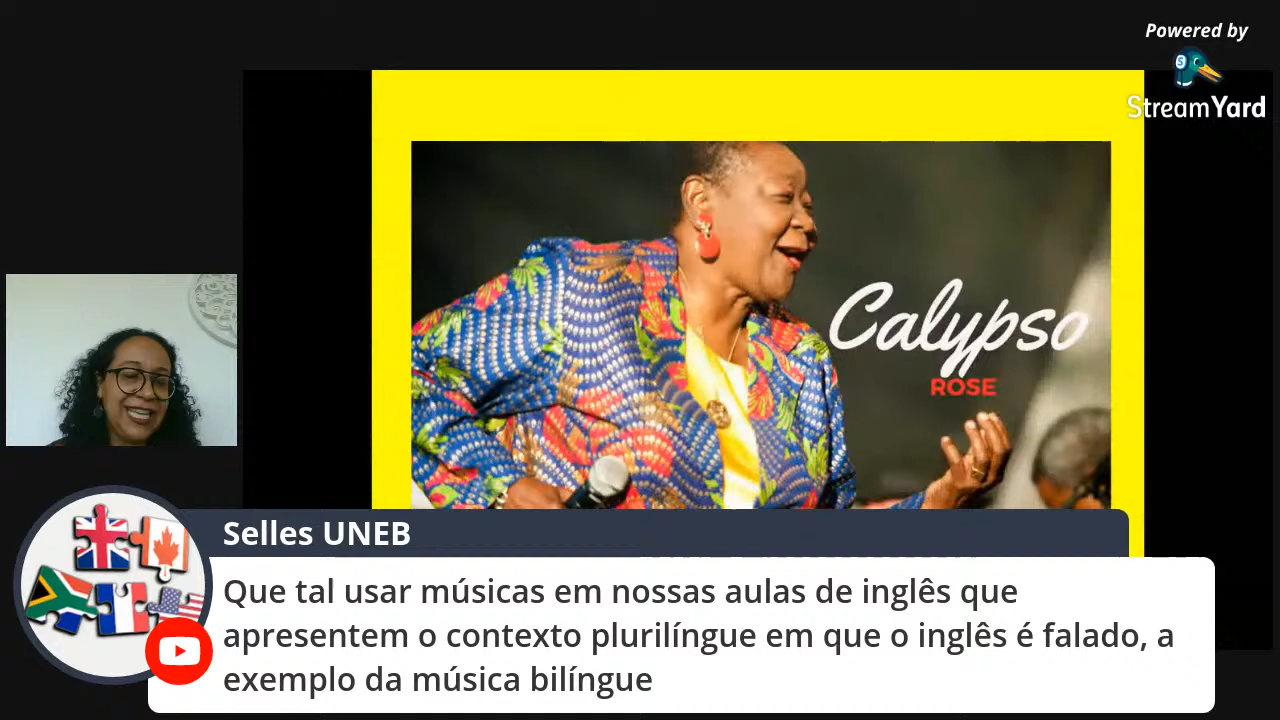 Powered by
StreamYard
Calypso
ROSE
Selles UNEB
Que tal usar músicas em nossas aulas de inglês que
apresentem o contexto plurilíngue em que o inglês é falado, a
exemplo da música bilíngue